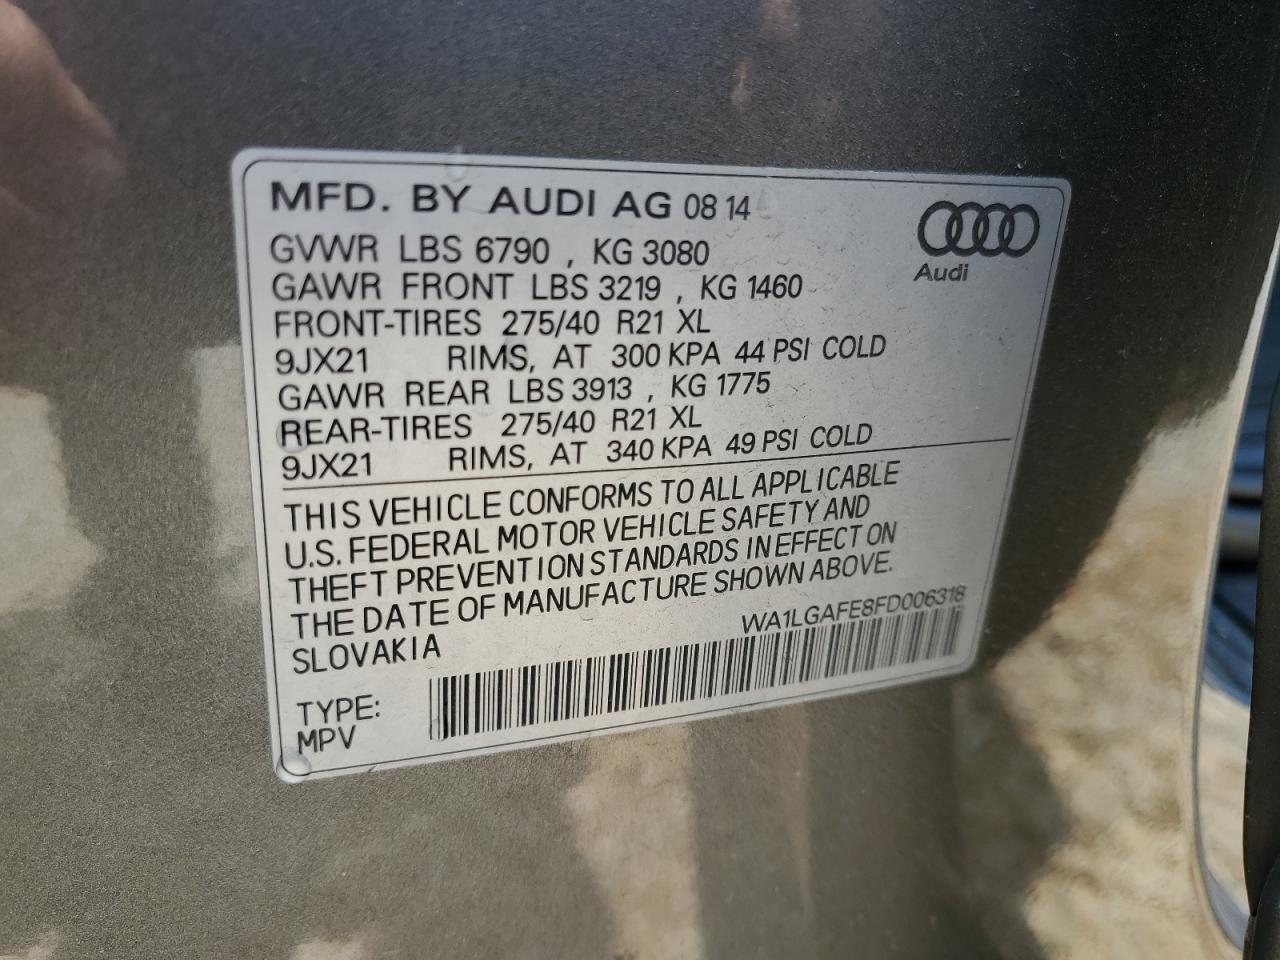 MFD. BY AUDI AG 08 14
Audi
GVWR LBS 6790 , KG 3080
GAWR FRONT LBS 3219 , KG 1460
FRONT-TIRES 275/40 R21 XL
9JX21 RIMS, AT 300 KPA 44 PSI COLD
GAWR REAR LBS 3913 , KG 1775
REAR-TIRES 275/40 R21 XL
9JX21 RIMS, AT 340 KPA 49 PSI COLD
THIS VEHICLE CONFORMS TO ALL APPLICABLE
U.S. FEDERAL MOTOR VEHICLE SAFETY AND
THEFT PREVENTION STANDARDS IN EFFECT ON
THE DATE OF MANUFACTURE SHOWN ABOVE.
SLOVAKIA
WA1LGAFE8FD006318
TYPE:
MPV